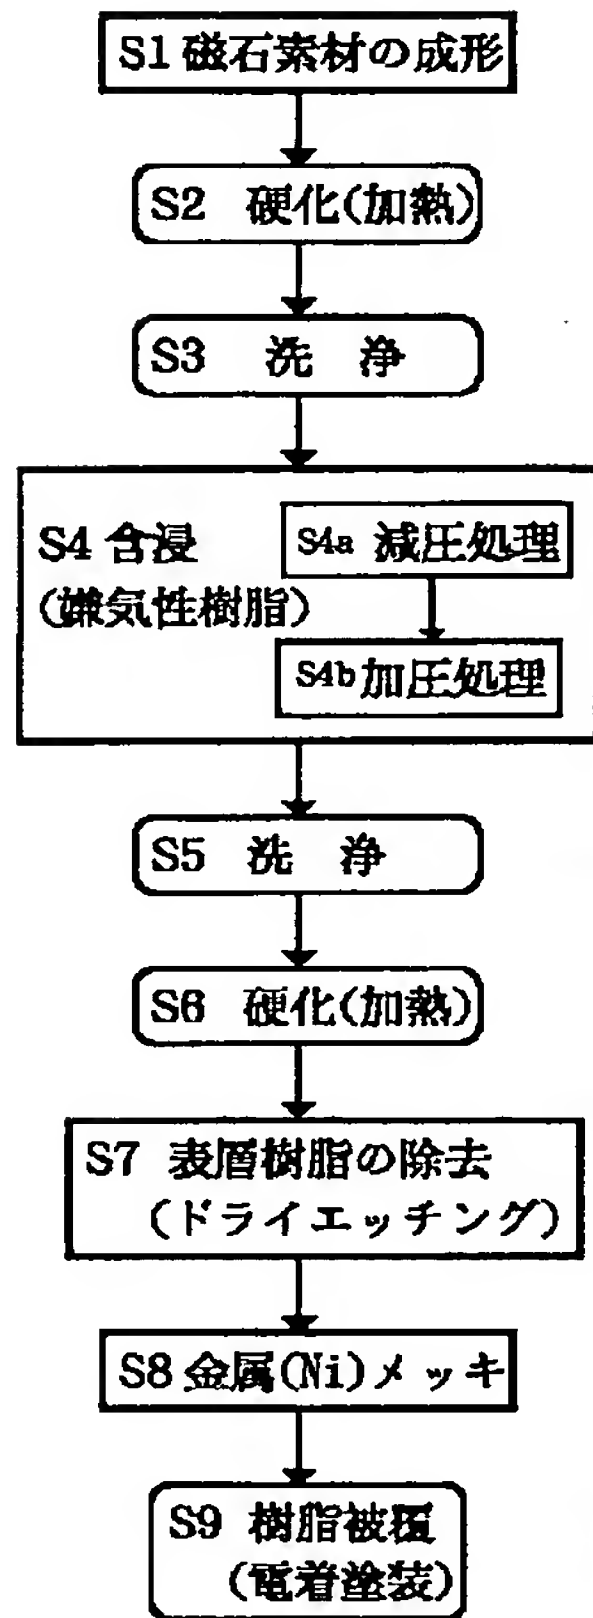 S1 磁石素材の成形
S2 硬化(加熱)
S3 洗 浄
S4 含浸
(嫌気性樹脂)
S4a 減圧処理
S4b 加圧処理
S5 洗 浄
S6 硬化(加熱)
S7 表層樹脂の除去
(ドライエッチング)
S8 金属(Ni)メッキ
S9 樹脂被覆
(電着塗装)